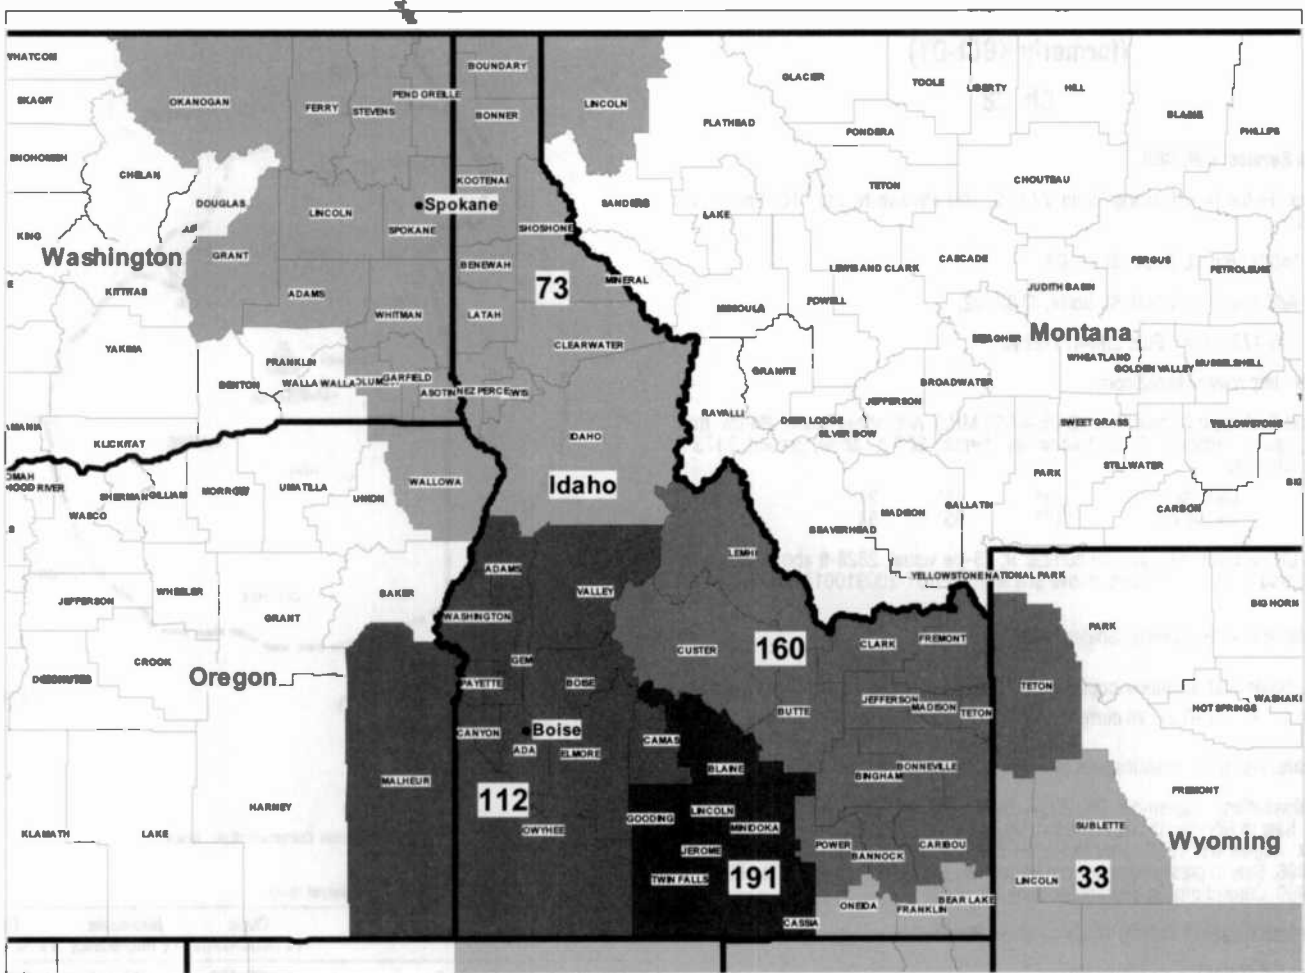 WHATCOM
GLACIER
TOOLE
LIBERTY
HILL
BLAINE
PHILLIPS
BOUNDARY
PEND OREILLE
SKAGIT
OKANOGAN
FERRY
STEVENS
BONNER
LINCOLN
FLATHEAD
PONDERA
SNOHOMISH
CHELAN
KOOTENAI
TETON
CHOUTEAU
DOUGLAS
LINCOLN
Spokane
SANDERS
LAKE
KING
SPOKANE
SHOSHONE
Washington
GRANT
BENEWAH
LEWIS AND CLARK
CASCADE
FERGUS
PETROLEUM
KITTITAS
ADAMS
73
MINERAL
JUDITH BASIN
WHITMAN
LATAH
MISSOULA
POWELL
Montana
YAKIMA
CLEARWATER
MEAGHER
WHEATLAND
MUSSELSHELL
GOLDEN VALLEY
FRANKLIN
GRANITE
BENTON
WALLA WALLA
GARFIELD
ASOTIN
NEZ PERCE
BROADWATER
JEFFERSON
RAVALLI
DEER LODGE
SILVER BOW
SWEET GRASS
YELLOWSTONE
KLICKITAT
IDAHO
HOOD RIVER
SHERMAN
GILLIAM
MORROW
UMATILLA
UNION
WALLOWA
Idaho
PARK
STILLWATER
WASCO
BEAVERHEAD
MADISON
GALLATIN
CARBON
LEMHI
ADAMS
VALLEY
YELLOWSTONE NATIONAL PARK
JEFFERSON
WHEELER
BAKER
BIG HORN
GRANT
WASHINGTON
PARK
CROOK
GEM
CUSTER
160
CLARK
FREMONT
DESCHUTES
Oregon
PAYETTE
BOISE
TETON
BUTTE
JEFFERSON
MADISON
TETON
WASHAKI
HOT SPRINGS
CANYON
Boise
ADA
ELMORE
CAMAS
BLAINE
BONNEVILLE
BINGHAM
MALHEUR
FREMONT
HARNEY
112
GOODING
LINCOLN
MINIDOKA
KLAMATH
LAKE
OWYHEE
JEROME
POWER
BANNOCK
CARIBOU
SUBLETTE
Wyoming
TWIN FALLS
191
LINCOLN
33
ONEIDA
FRANKLIN
BEAR LAKE
CASSIA